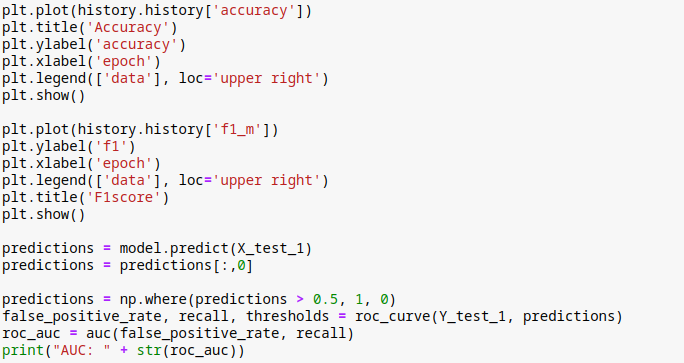 plt.plot(history.history['accuracy'])
plt.title('Accuracy')
plt.ylabel('accuracy')
plt.xlabel('epoch')
plt.legend(['data'], loc='upper right')
plt.show()

plt.plot(history.history['f1_m'])
plt.ylabel('f1')
plt.xlabel('epoch')
plt.legend(['data'], loc='upper right')
plt.title('F1score')
plt.show()

predictions = model.predict(X_test_1)
predictions = predictions[:,0]

predictions = np.where(predictions > 0.5, 1, 0)
false_positive_rate, recall, thresholds = roc_curve(Y_test_1, predictions)
roc_auc = auc(false_positive_rate, recall)
print("AUC: " + str(roc_auc))